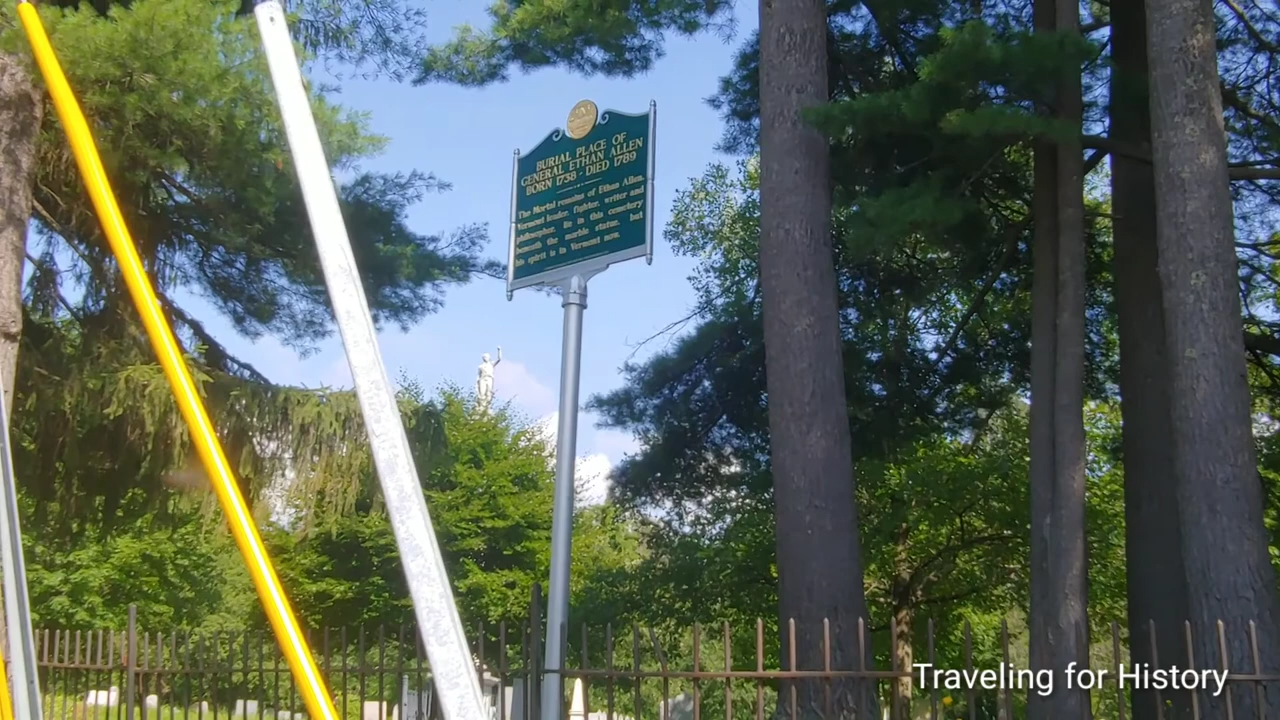 BURIAL PLACE OF
GENERAL ETHAN ALLEN
BORN 1738 - DIED 1789
The Mortal remains of Ethan Allen,
Vermont leader, fighter, writer and
philosopher, lie in this cemetery
beneath the marble statue, but
his spirit is in Vermont now.
Traveling for History